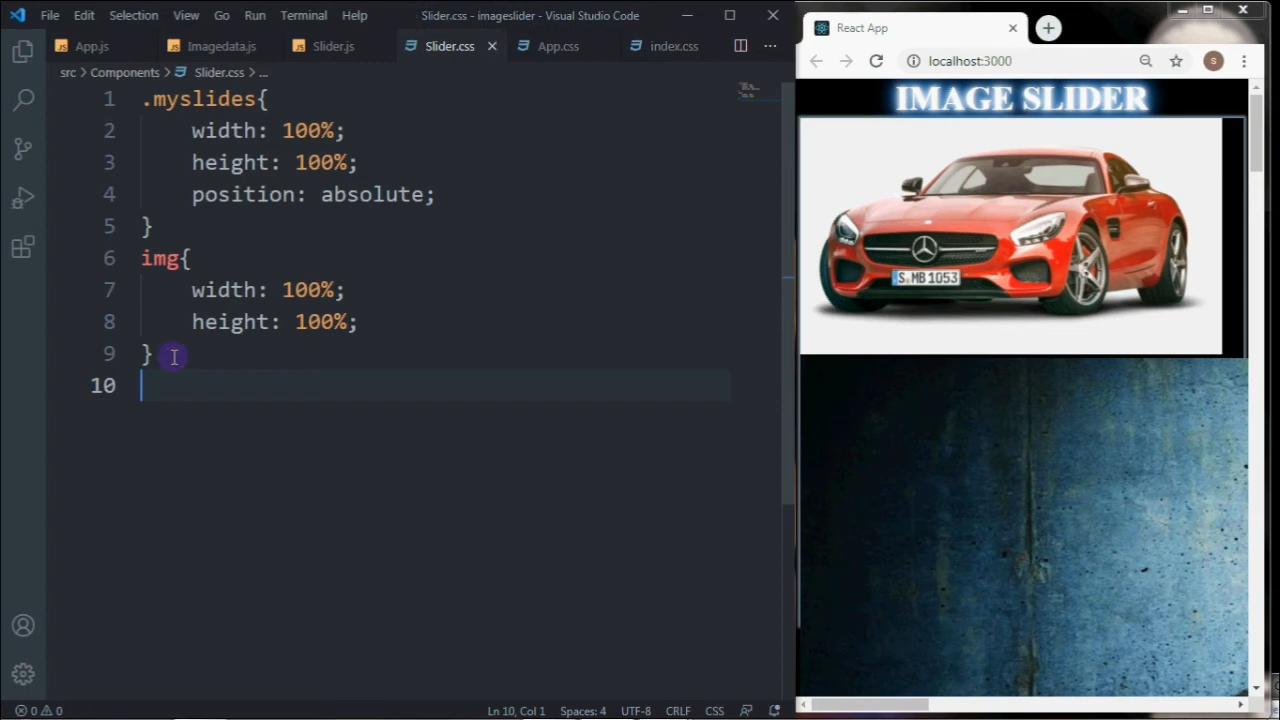 File Edit Selection View Go Run Terminal Help Slider.css - imageslider - Visual Studio Code
App.js Imagedata.js Slider.js Slider.css App.css index.css
src > Components > Slider.css > ...
1 .myslides{
2 width: 100%;
3 height: 100%;
4 position: absolute;
5 }
6 img{
7 width: 100%;
8 height: 100%;
9 }
10
0 0 Ln 10, Col 1 Spaces: 4 UTF-8 CRLF CSS
React App
localhost:3000 S
IMAGE SLIDER
S MB 1053